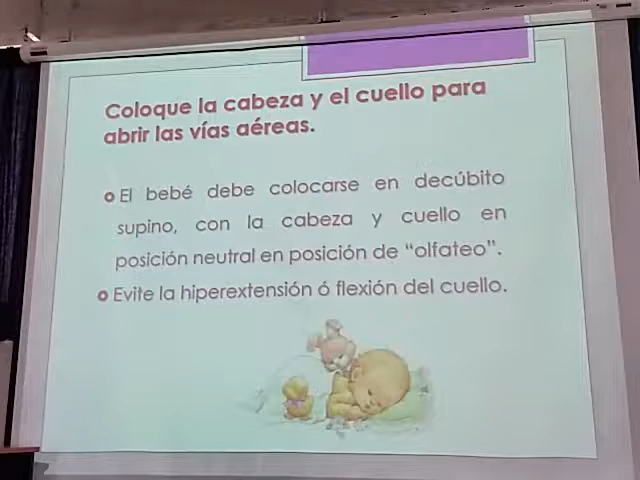 Coloque la cabeza y el cuello para
abrir las vías aéreas.
El bebé debe colocarse en decúbito
supino, con la cabeza y cuello en
posición neutral en posición de “olfateo”.
Evite la hiperextensión ó flexión del cuello.